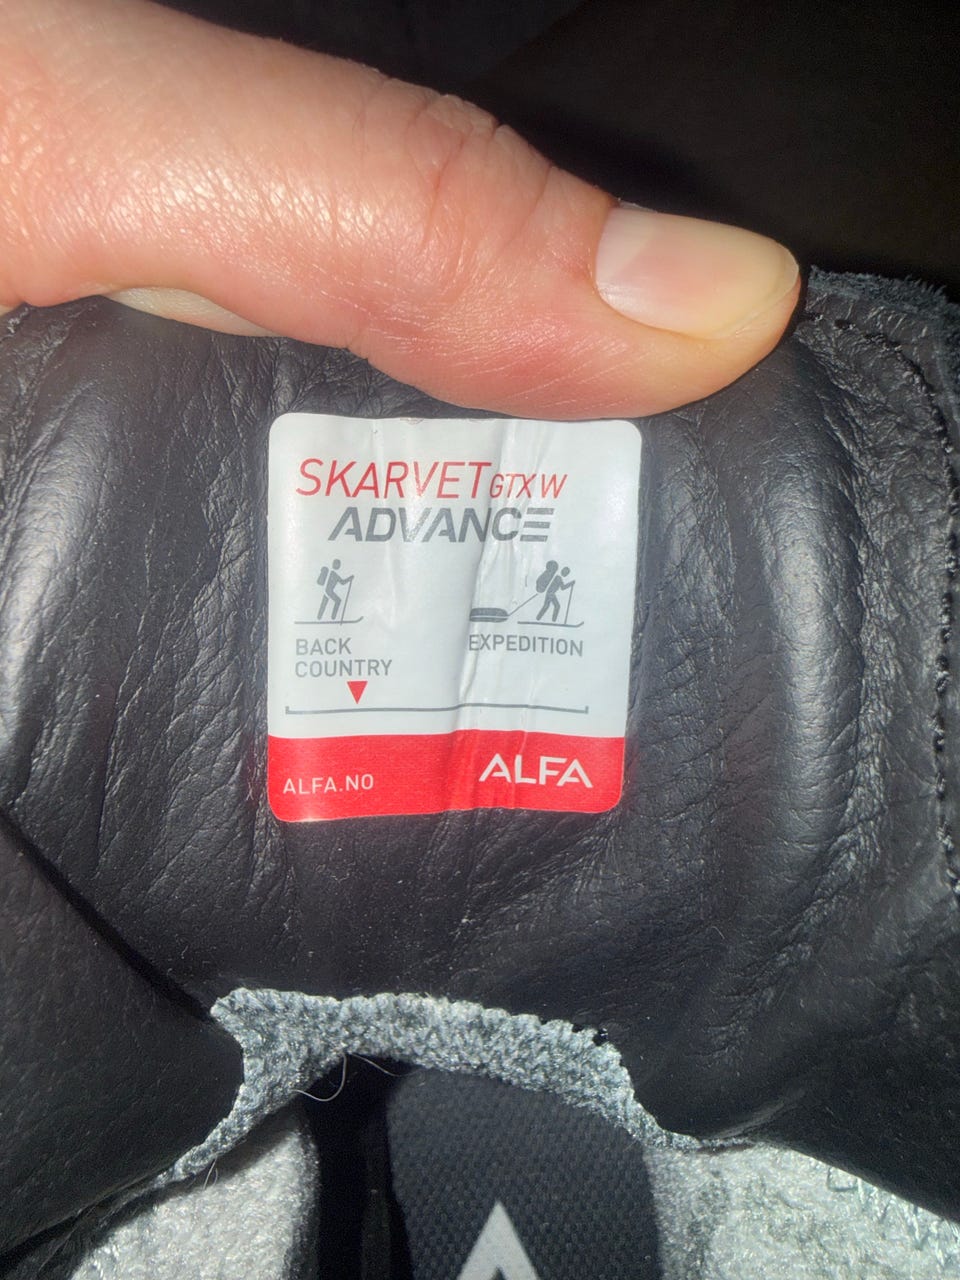 SKARVET GTX W
ADVANCE
BACK
COUNTRY
EXPEDITION
ALFA.NO
ALFA